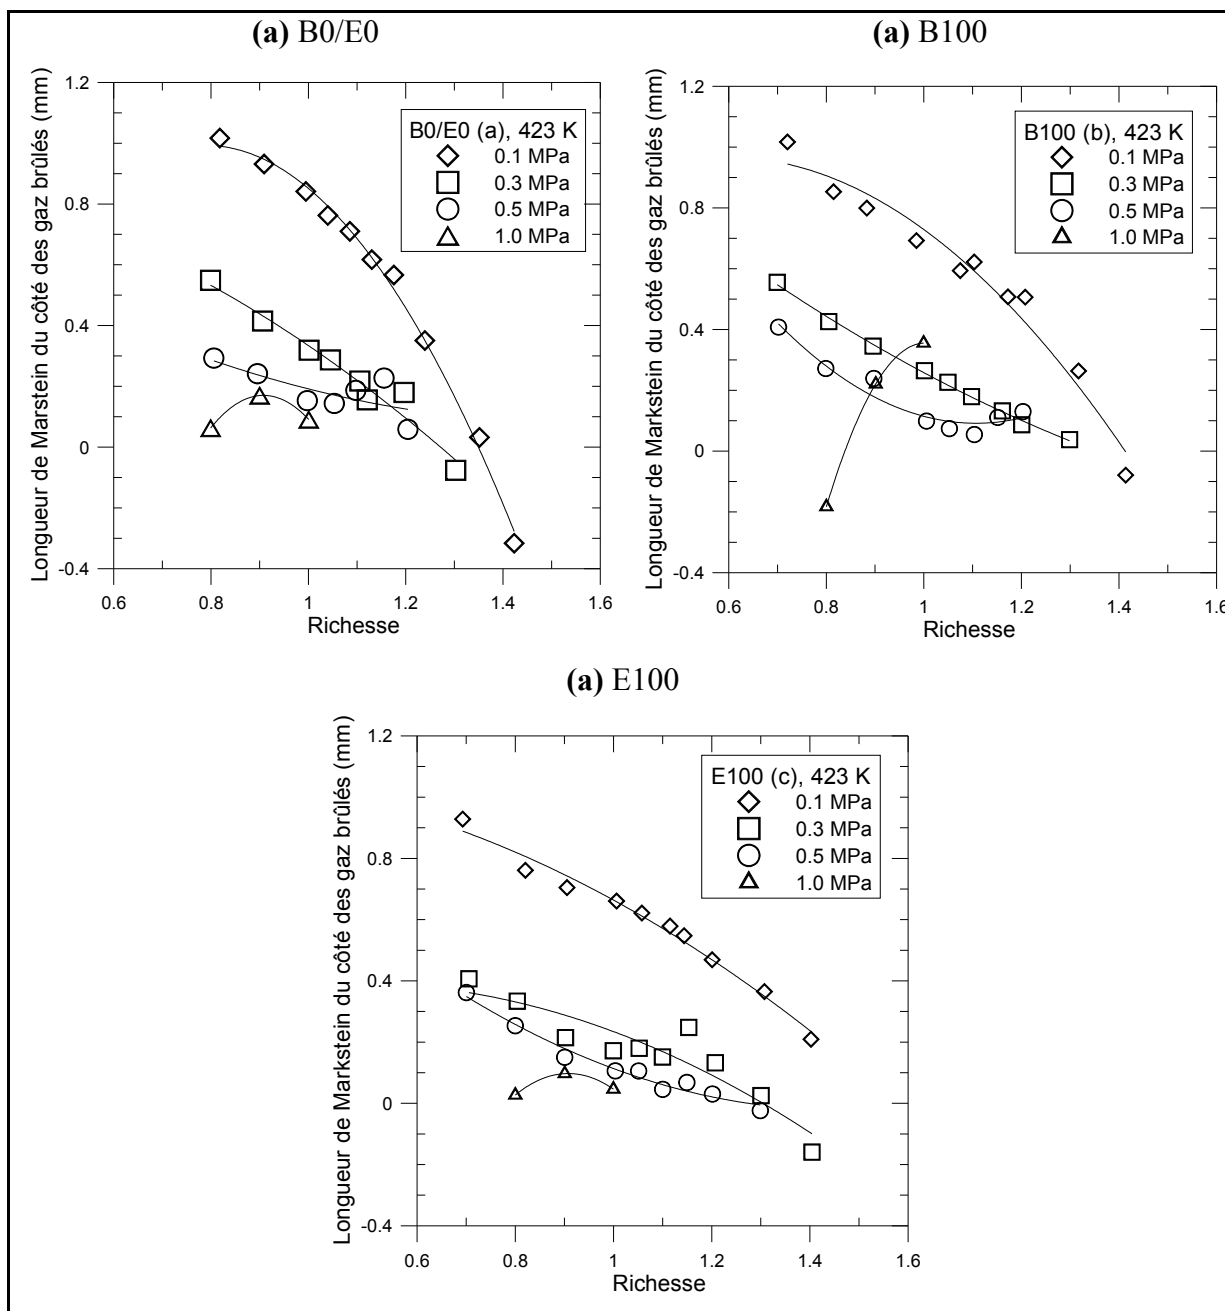 (a) B0/E0
Longueur de Marstein du côté des gaz brûlés (mm)
1.2
0.8
0.4
0
-0.4
B0/E0 (a), 423 K
0.1 MPa
0.3 MPa
0.5 MPa
1.0 MPa
0.6 0.8 1 1.2 1.4 1.6
Richesse
(a) B100
Longueur de Markstein du côté des gaz brûlés (mm)
1.2
0.8
0.4
0
-0.4
B100 (b), 423 K
0.1 MPa
0.3 MPa
0.5 MPa
1.0 MPa
0.6 0.8 1 1.2 1.4 1.6
Richesse
(a) E100
Longueur de Markstein du côté des gaz brûlés (mm)
1.2
0.8
0.4
0
-0.4
E100 (c), 423 K
0.1 MPa
0.3 MPa
0.5 MPa
1.0 MPa
0.6 0.8 1 1.2 1.4 1.6
Richesse